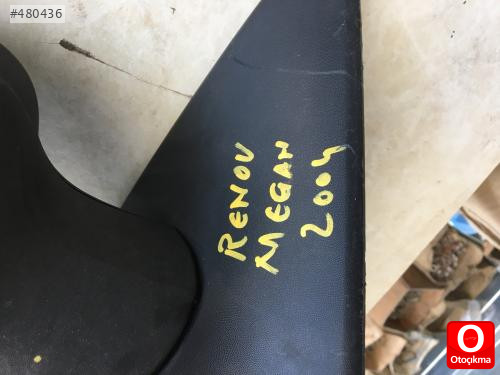 #480436
RENOU
MEGAN
2004
O
Otoçıkma